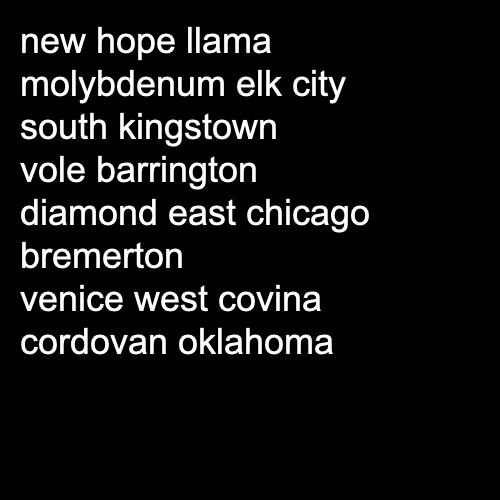 new hope llama
molybdenum elk city
south kingstown
vole barrington
diamond east chicago
bremerton
venice west covina
cordovan oklahoma